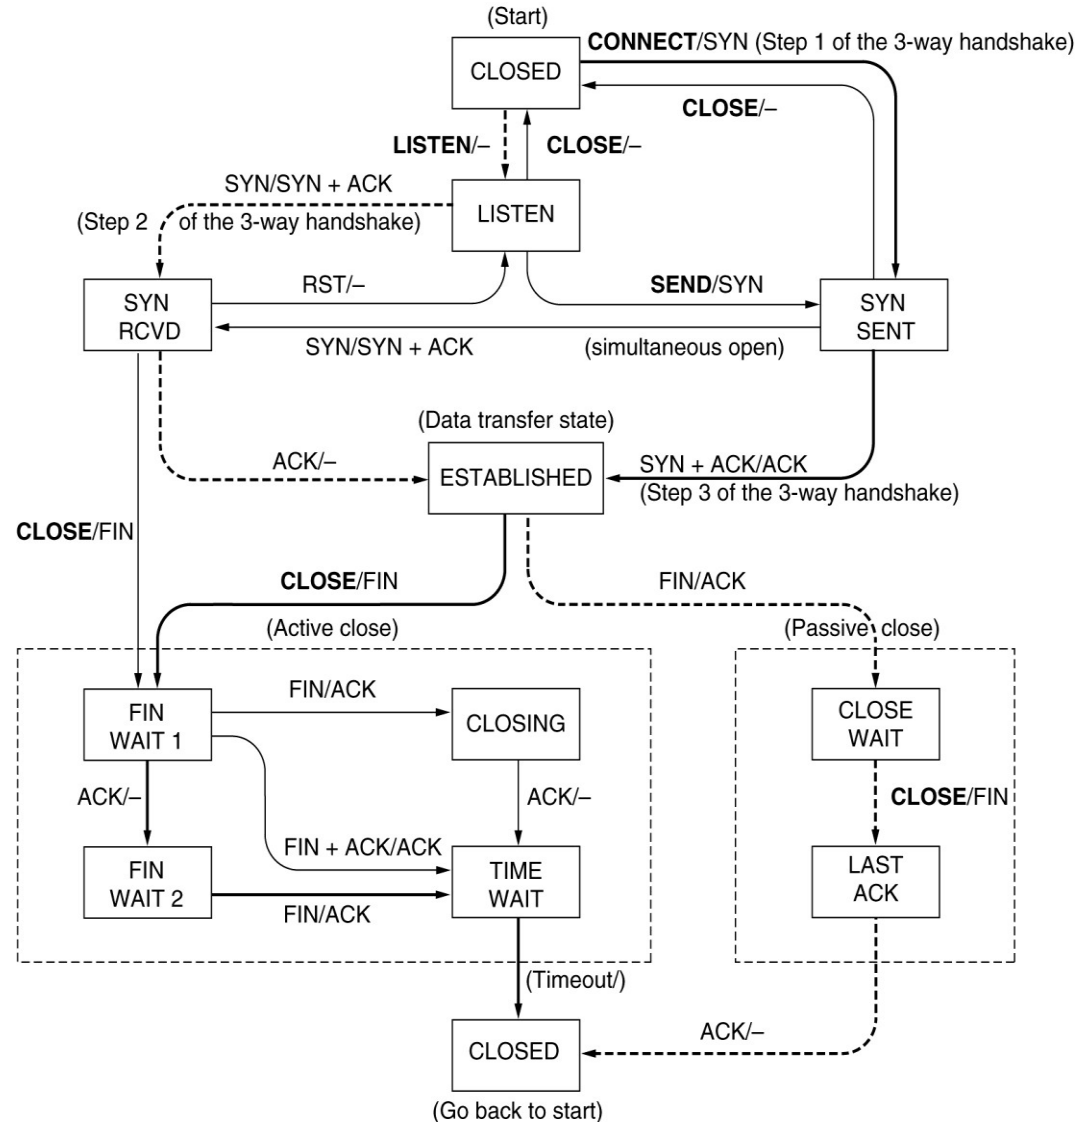 (Start)
CONNECT/SYN (Step 1 of the 3-way handshake)
CLOSED
CLOSE/–
LISTEN/–
CLOSE/–
SYN/SYN + ACK
LISTEN
(Step 2 of the 3-way handshake)
RST/–
SEND/SYN
SYN
RCVD
SYN
SENT
SYN/SYN + ACK
(simultaneous open)
(Data transfer state)
ACK/–
ESTABLISHED
SYN + ACK/ACK
(Step 3 of the 3-way handshake)
CLOSE/FIN
CLOSE/FIN
FIN/ACK
(Active close)
(Passive close)
FIN/ACK
FIN
WAIT 1
CLOSING
CLOSE
WAIT
ACK/–
ACK/–
CLOSE/FIN
FIN + ACK/ACK
FIN
WAIT 2
TIME
WAIT
LAST
ACK
FIN/ACK
(Timeout/)
CLOSED
ACK/–
(Go back to start)